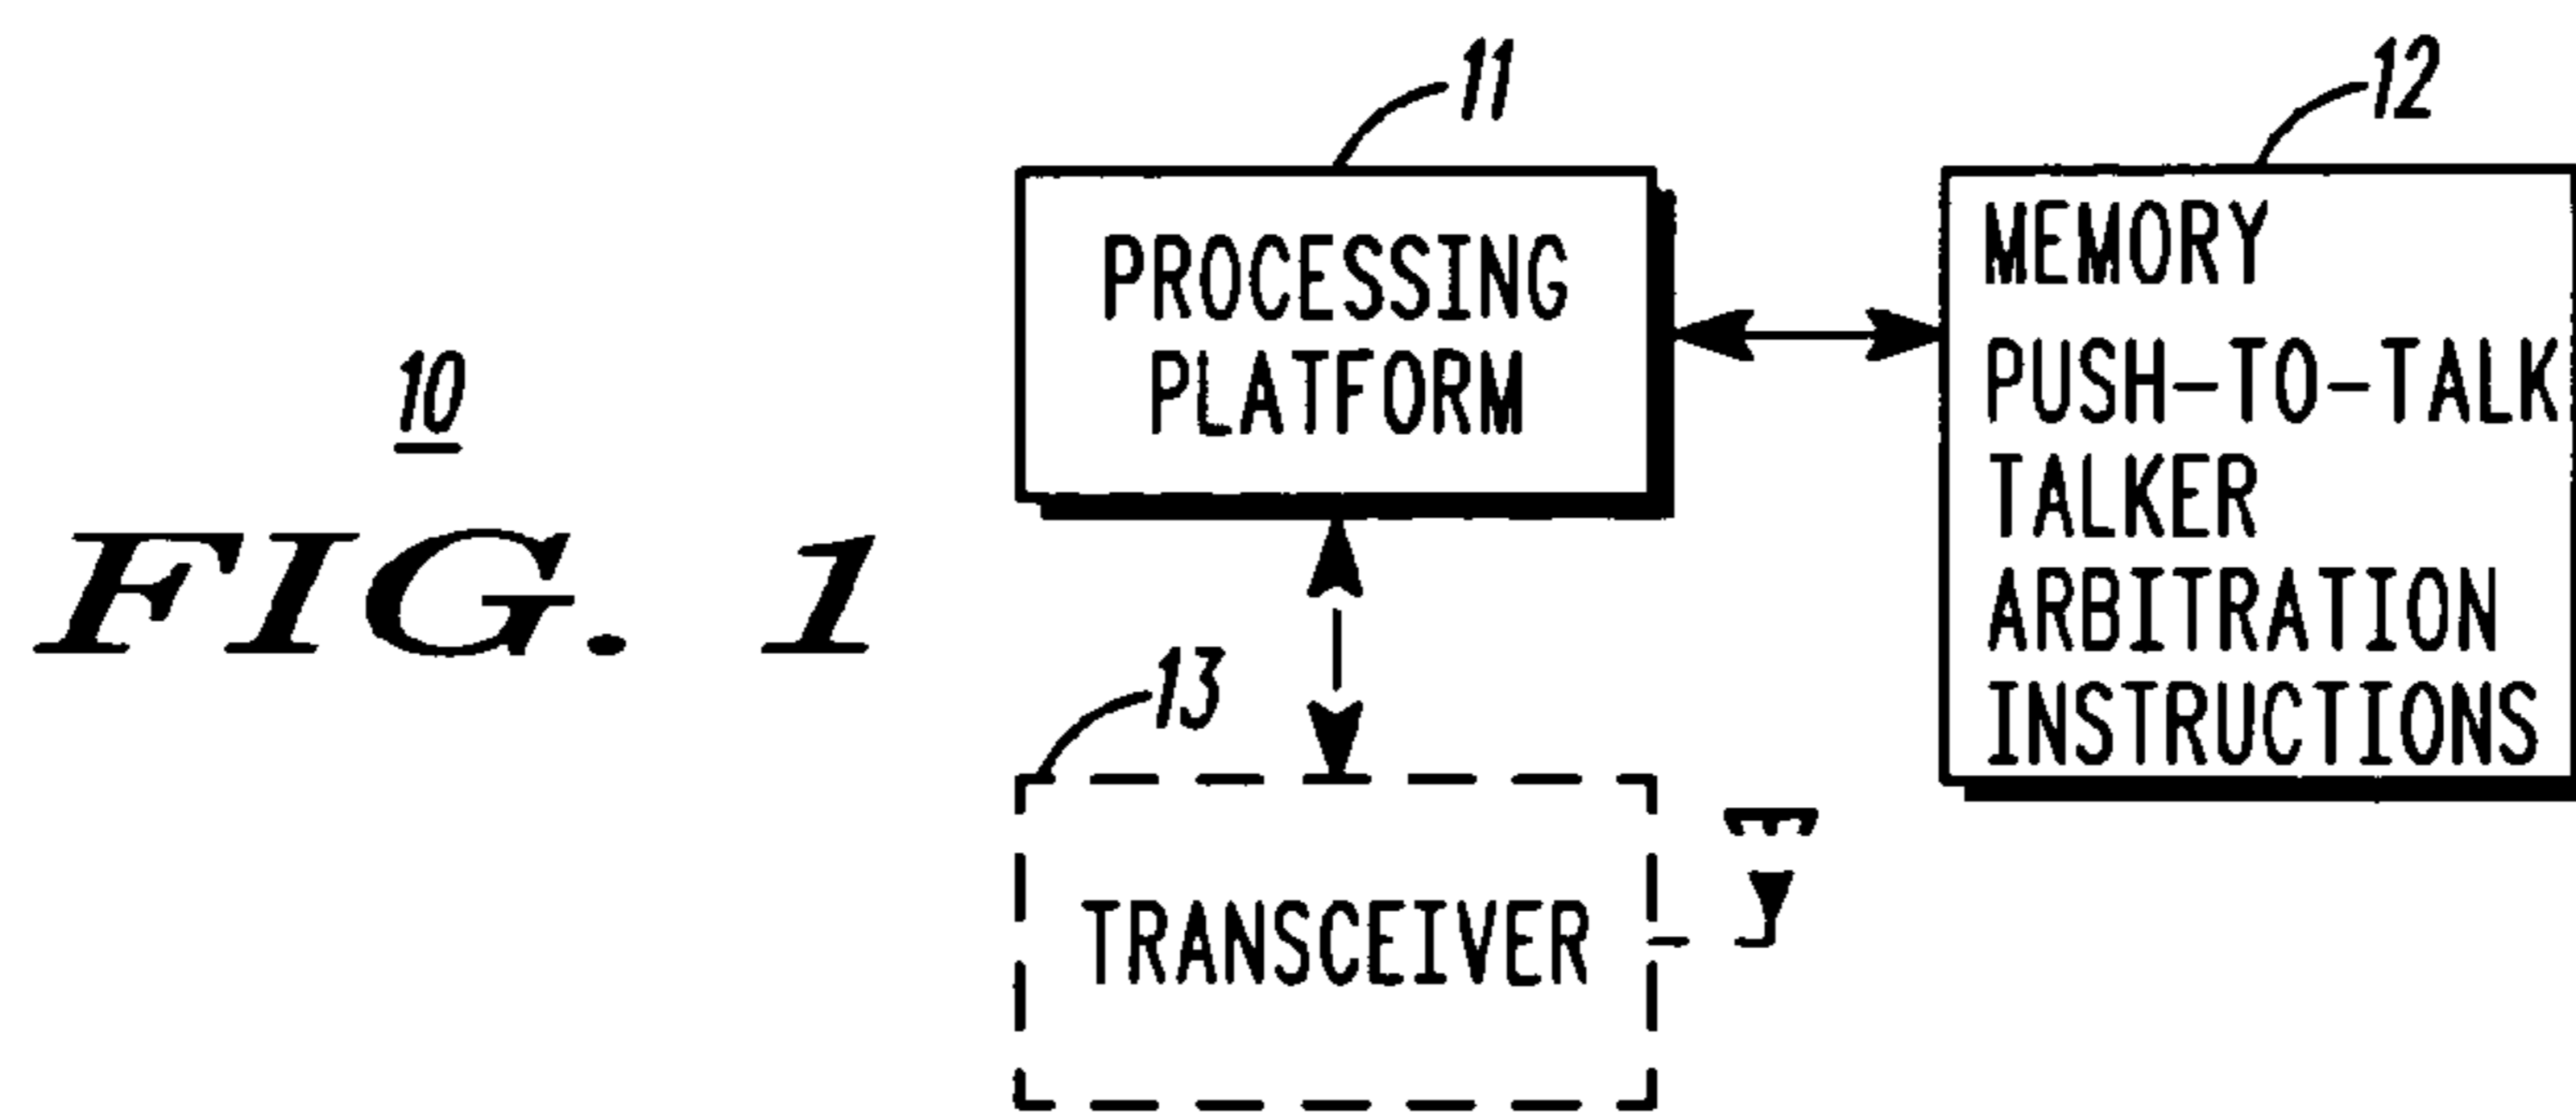 11
12
PROCESSING
PLATFORM
MEMORY
PUSH-TO-TALK
TALKER
ARBITRATION
INSTRUCTIONS
10
FIG. 1
13
TRANSCEIVER